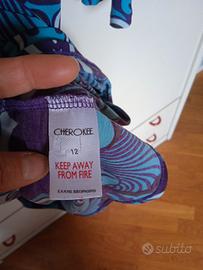 CHEROKEE
12
KEEP AWAY
FROM FIRE
subito